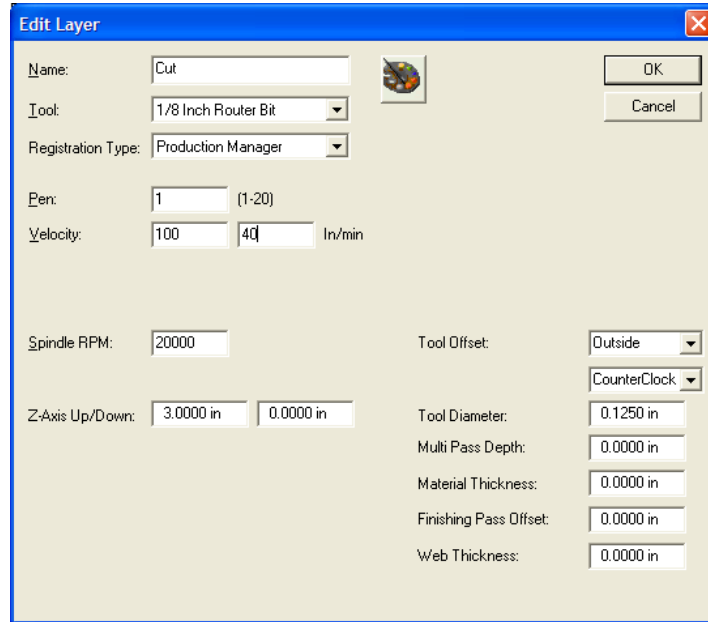 Edit Layer
Name: Cut
OK
Tool: 1/8 Inch Router Bit
Cancel
Registration Type: Production Manager
Pen: 1 (1-20)
Velocity: 100 40 In/min
Spindle RPM: 20000
Tool Offset: Outside
CounterClock
Z-Axis Up/Down: 3.0000 in 0.0000 in
Tool Diameter: 0.1250 in
Multi Pass Depth: 0.0000 in
Material Thickness: 0.0000 in
Finishing Pass Offset: 0.0000 in
Web Thickness: 0.0000 in